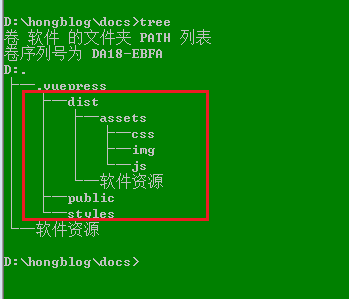 D:\hongblog\docs>tree
卷 软件 的文件夹 PATH 列表
卷序列号为 DA18-EBFA
D:.
├──.vuepress
│  ├──dist
│  │  ├──assets
│  │  │  ├──css
│  │  │  ├──img
│  │  │  └──js
│  │  └──软件资源
│  ├──public
│  └──styles
└──软件资源
D:\hongblog\docs>